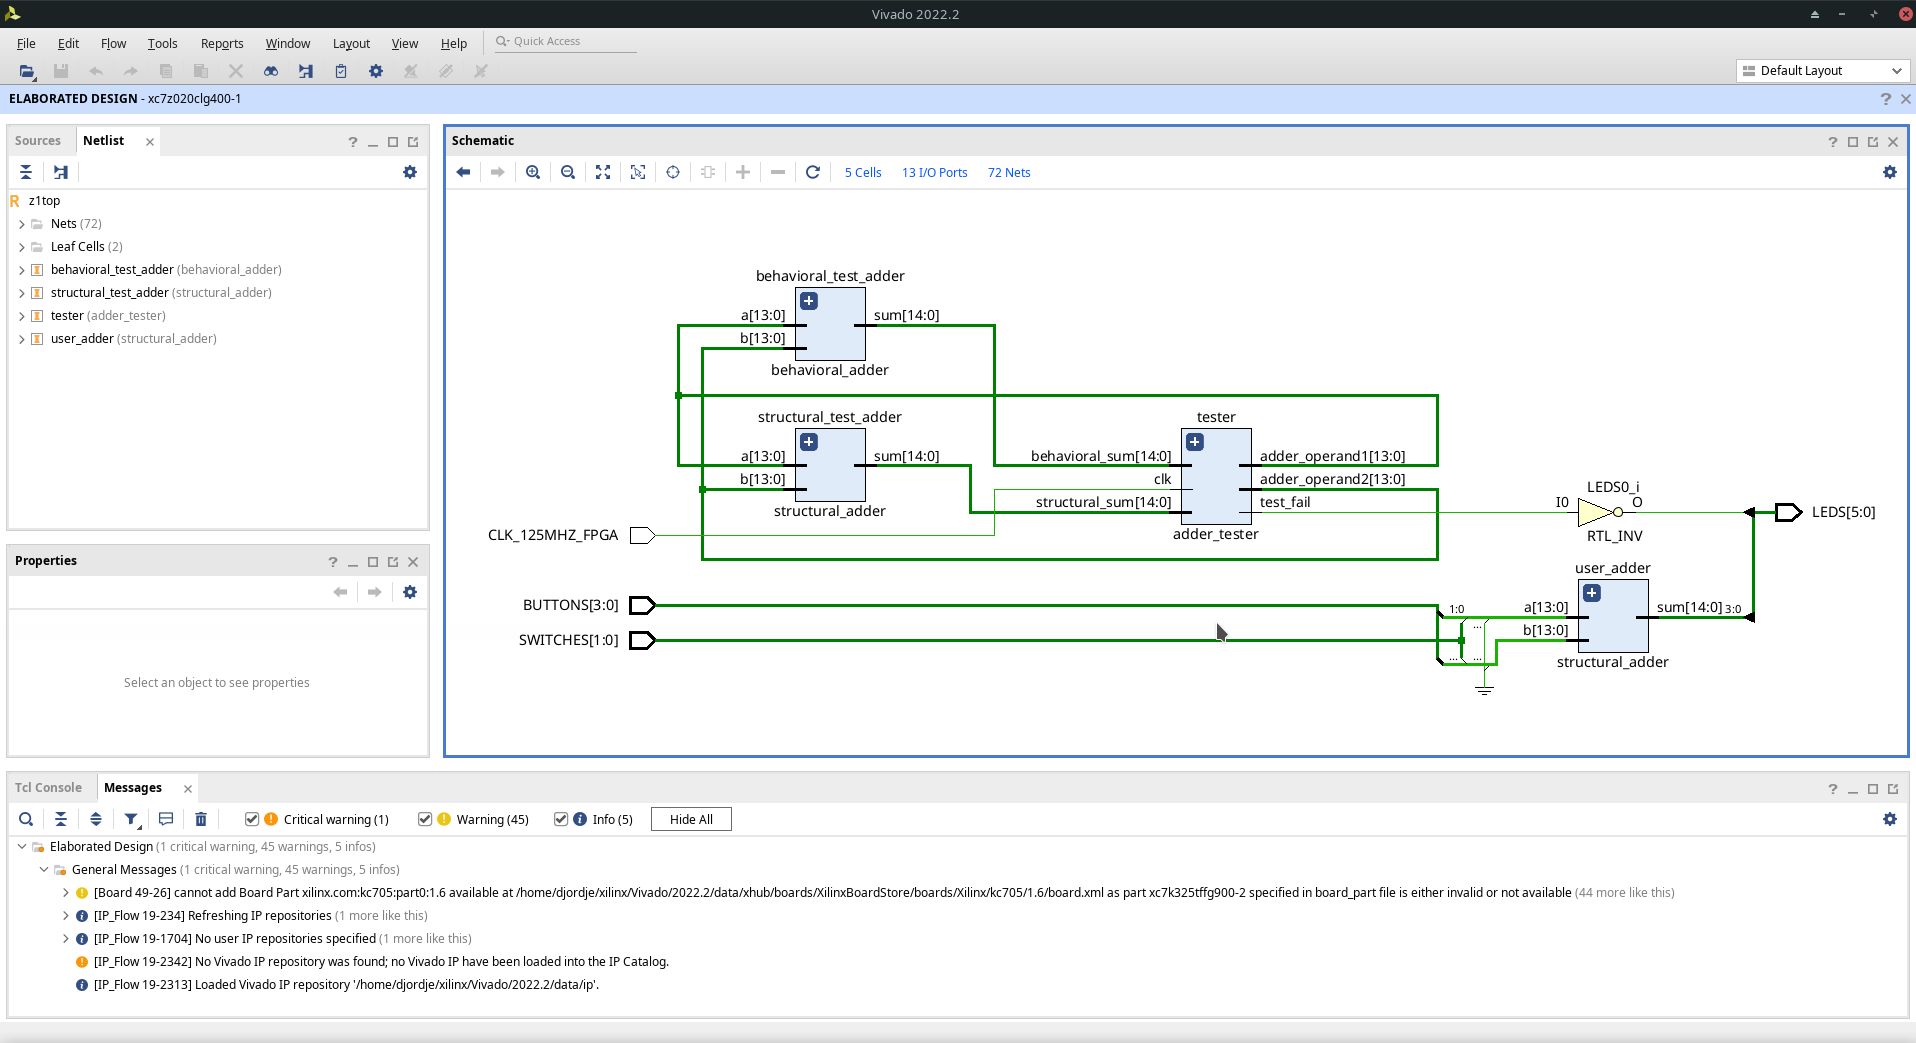 Vivado 2022.2
File Edit Flow Tools Reports Window Layout View Help Quick Access
Default Layout
ELABORATED DESIGN - xc7z020clg400-1
Sources Netlist
z1top
Nets (72)
Leaf Cells (2)
behavioral_test_adder (behavioral_adder)
structural_test_adder (structural_adder)
tester (adder_tester)
user_adder (structural_adder)
Properties
Select an object to see properties
Schematic
5 Cells 13 I/O Ports 72 Nets
behavioral_test_adder
a[13:0] sum[14:0]
b[13:0]
behavioral_adder
structural_test_adder tester
a[13:0] sum[14:0] behavioral_sum[14:0] adder_operand1[13:0]
b[13:0] clk adder_operand2[13:0] LEDS0_i
structural_sum[14:0] test_fail I0 O
structural_adder LEDS[5:0]
CLK_125MHZ_FPGA adder_tester RTL_INV
user_adder
BUTTONS[3:0] 1:0 a[13:0] sum[14:0] 3:0
...
SWITCHES[1:0] b[13:0]
... ...
structural_adder
Tcl Console Messages
Critical warning (1) Warning (45) Info (5) Hide All
Elaborated Design (1 critical warning, 45 warnings, 5 infos)
General Messages (1 critical warning, 45 warnings, 5 infos)
[Board 49-26] cannot add Board Part xilinx.com:kc705:part0:1.6 available at /home/djordje/xilinx/Vivado/2022.2/data/xhub/boards/XilinxBoardStore/boards/Xilinx/kc705/1.6/board.xml as part xc7k325tffg900-2 specified in board_part file is either invalid or not available (44 more like this)
[IP_Flow 19-234] Refreshing IP repositories (1 more like this)
[IP_Flow 19-1704] No user IP repositories specified (1 more like this)
[IP_Flow 19-2342] No Vivado IP repository was found; no Vivado IP have been loaded into the IP Catalog.
[IP_Flow 19-2313] Loaded Vivado IP repository '/home/djordje/xilinx/Vivado/2022.2/data/ip'.